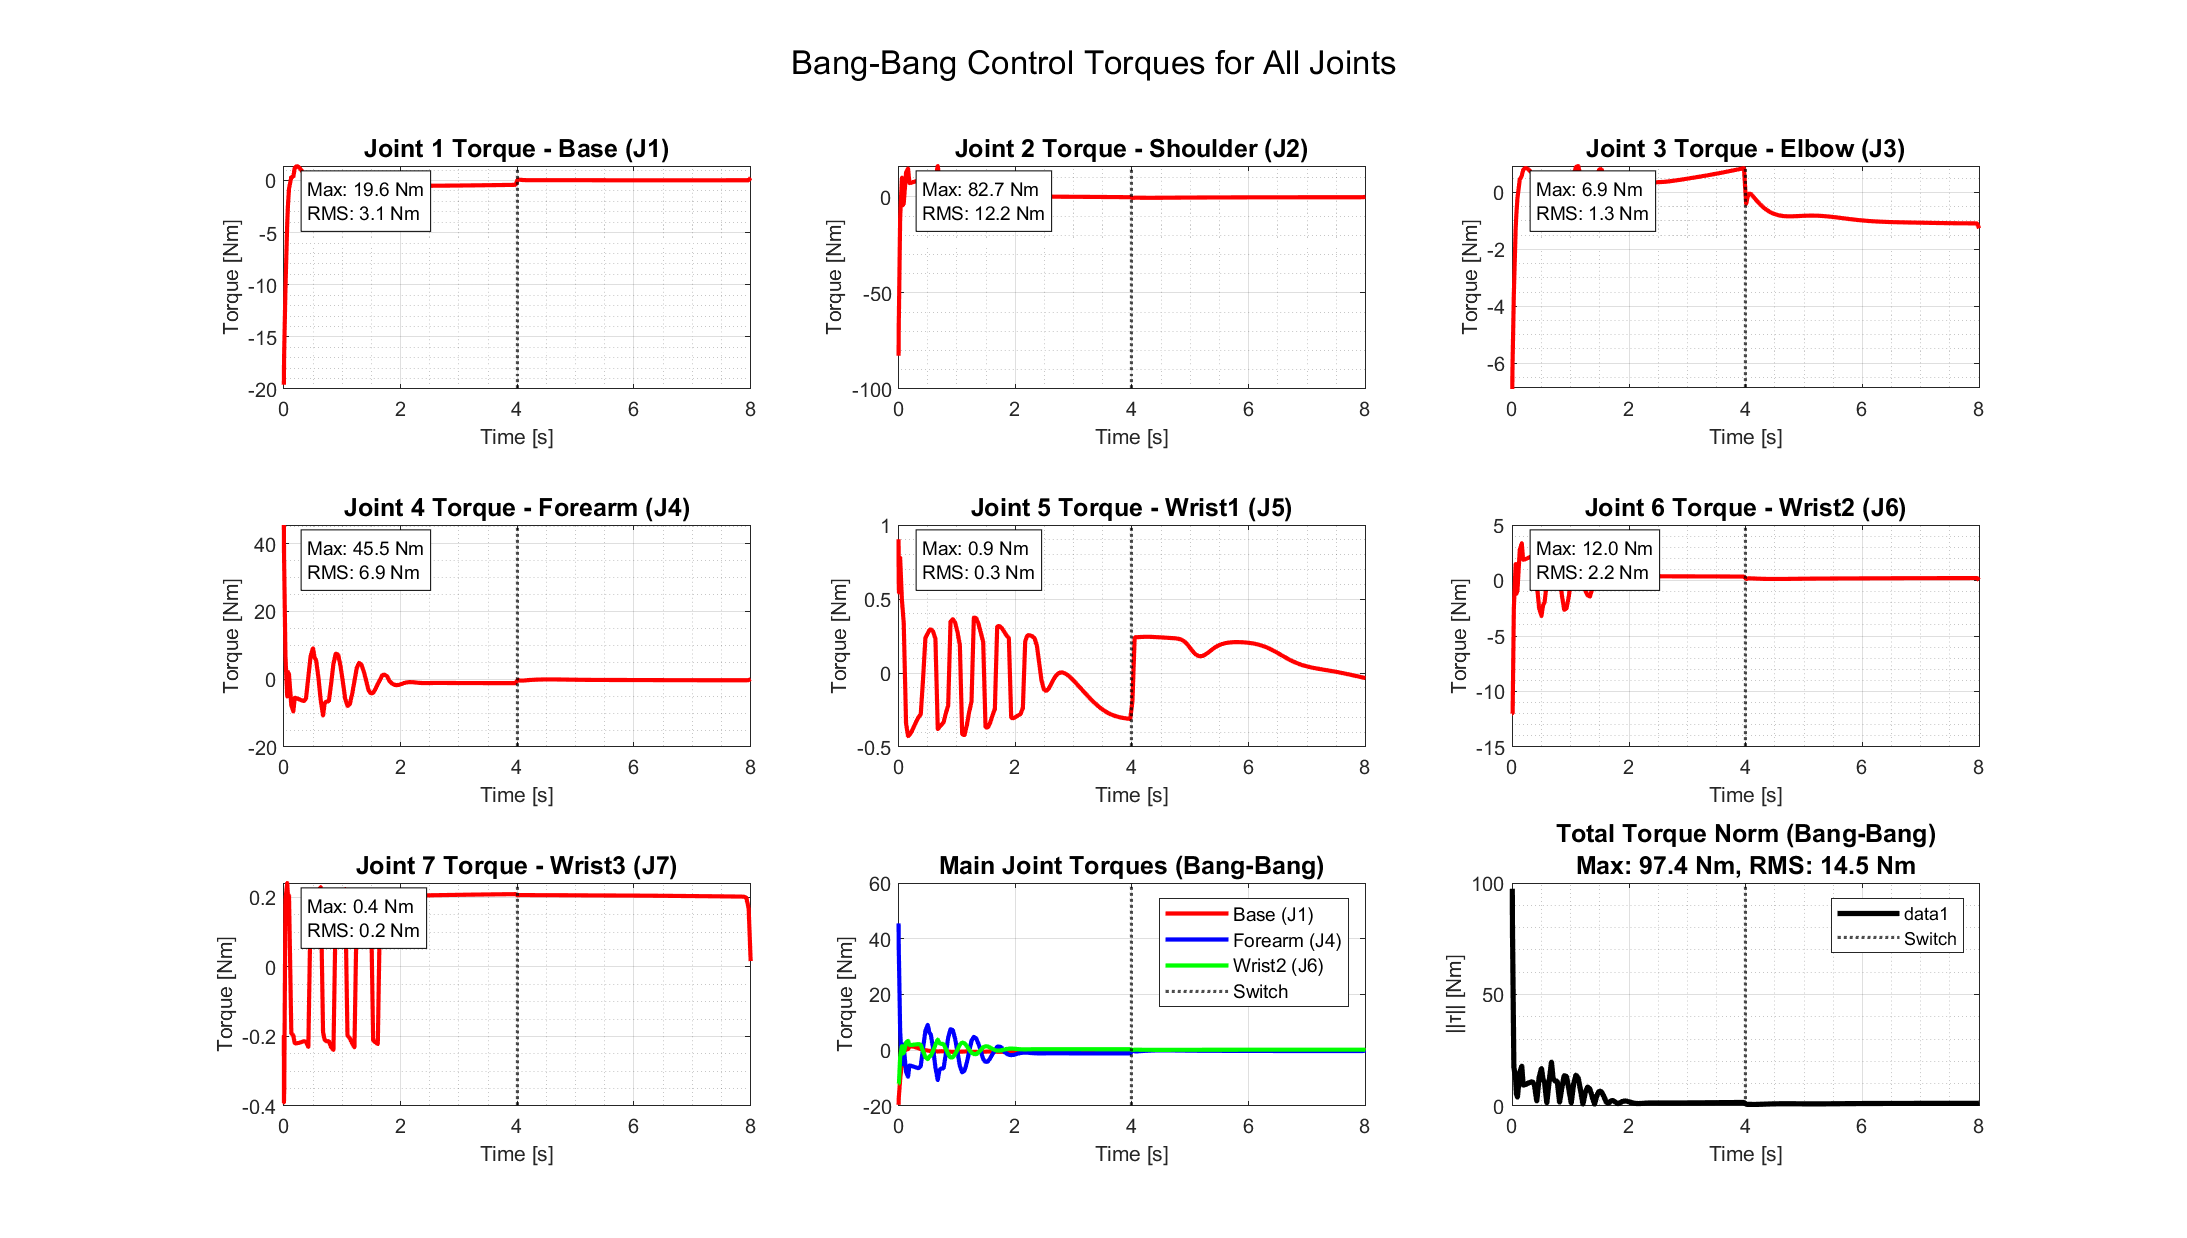 Bang-Bang Control Torques for All Joints
Joint 1 Torque - Base (J1)
Max: 19.6 Nm
RMS: 3.1 Nm
Torque [Nm]
0
-5
-10
-15
-20
0 2 4 6 8
Time [s]
Joint 2 Torque - Shoulder (J2)
Max: 82.7 Nm
RMS: 12.2 Nm
Torque [Nm]
0
-50
-100
0 2 4 6 8
Time [s]
Joint 3 Torque - Elbow (J3)
Max: 6.9 Nm
RMS: 1.3 Nm
Torque [Nm]
0
-2
-4
-6
0 2 4 6 8
Time [s]
Joint 4 Torque - Forearm (J4)
Max: 45.5 Nm
RMS: 6.9 Nm
Torque [Nm]
40
20
0
-20
0 2 4 6 8
Time [s]
Joint 5 Torque - Wrist1 (J5)
Max: 0.9 Nm
RMS: 0.3 Nm
Torque [Nm]
1
0.5
0
-0.5
0 2 4 6 8
Time [s]
Joint 6 Torque - Wrist2 (J6)
Max: 12.0 Nm
RMS: 2.2 Nm
Torque [Nm]
5
0
-5
-10
-15
0 2 4 6 8
Time [s]
Joint 7 Torque - Wrist3 (J7)
Max: 0.4 Nm
RMS: 0.2 Nm
Torque [Nm]
0.2
0
-0.2
-0.4
0 2 4 6 8
Time [s]
Main Joint Torques (Bang-Bang)
Base (J1)
Forearm (J4)
Wrist2 (J6)
Switch
Torque [Nm]
60
40
20
0
-20
0 2 4 6 8
Time [s]
Total Torque Norm (Bang-Bang)
Max: 97.4 Nm, RMS: 14.5 Nm
data1
Switch
||τ|| [Nm]
100
50
0
0 2 4 6 8
Time [s]